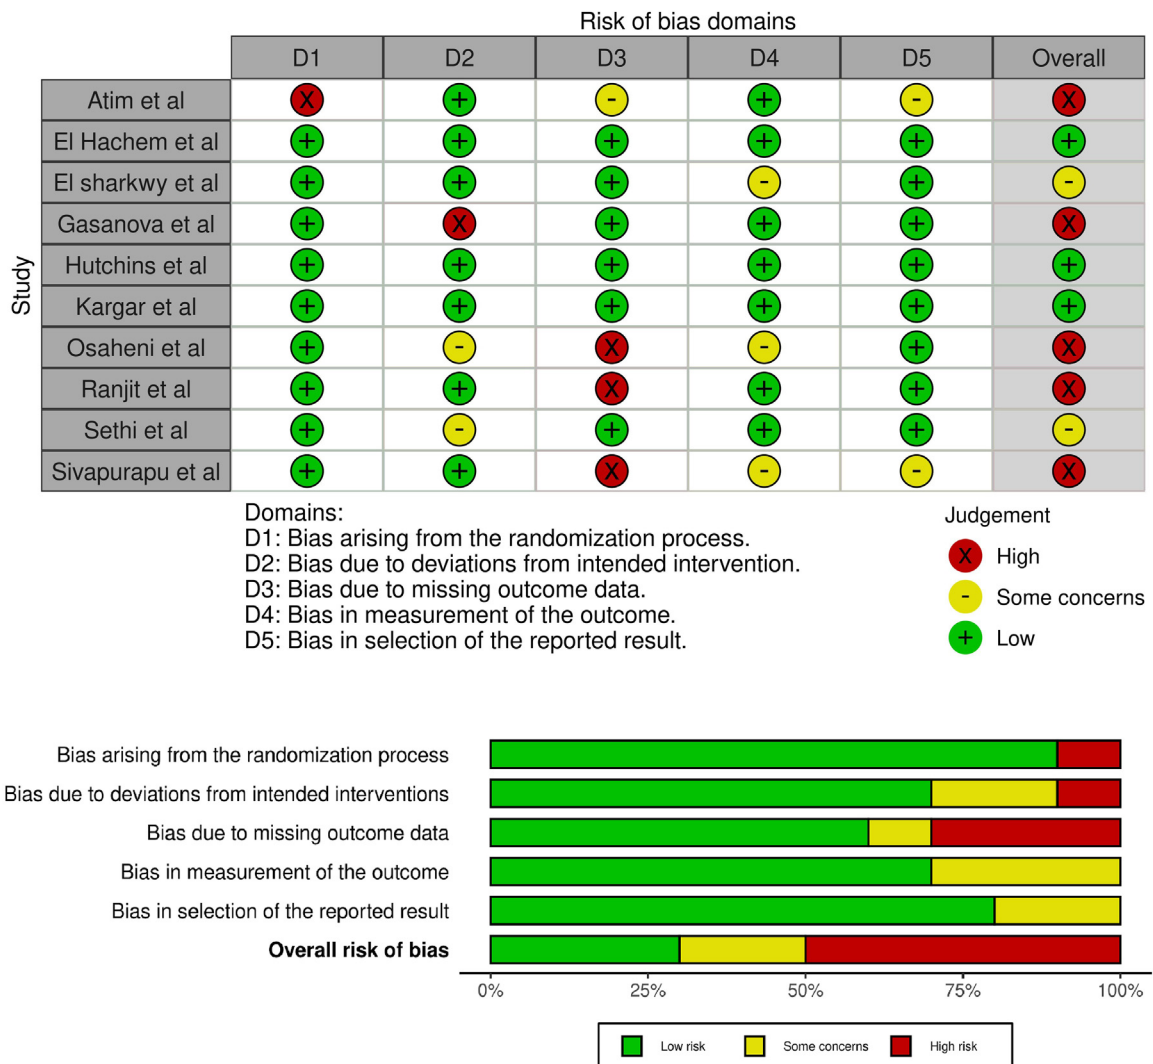 Risk of bias domains
D1 D2 D3 D4 D5 Overall
Study
Atim et al X + - + - X
El Hachem et al + + + + + +
El sharkwy et al + + + - + -
Gasanova et al + X + + + X
Hutchins et al + + + + + +
Kargar et al + + + + + +
Osaheni et al + - X - + X
Ranjit et al + + X + + X
Sethi et al + - + + + -
Sivapurapu et al + + X - - X
Domains:
D1: Bias arising from the randomization process.
D2: Bias due to deviations from intended intervention.
D3: Bias due to missing outcome data.
D4: Bias in measurement of the outcome.
D5: Bias in selection of the reported result.
Judgement
X High
- Some concerns
+ Low
Bias arising from the randomization process
Bias due to deviations from intended interventions
Bias due to missing outcome data
Bias in measurement of the outcome
Bias in selection of the reported result
Overall risk of bias
0% 25% 50% 75% 100%
Low risk Some concerns High risk